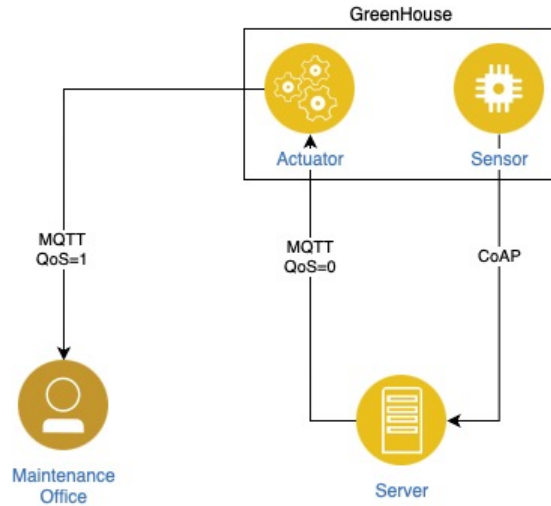 GreenHouse
Actuator
Sensor
MQTT
QoS=1
MQTT
QoS=0
CoAP
Maintenance
Office
Server